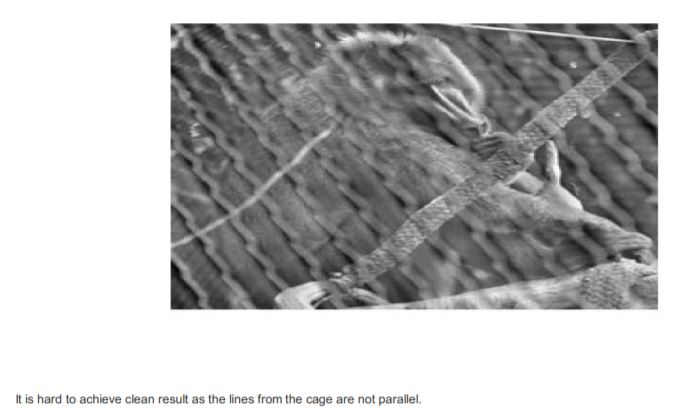 It is hard to achieve clean result as the lines from the cage are not parallel.